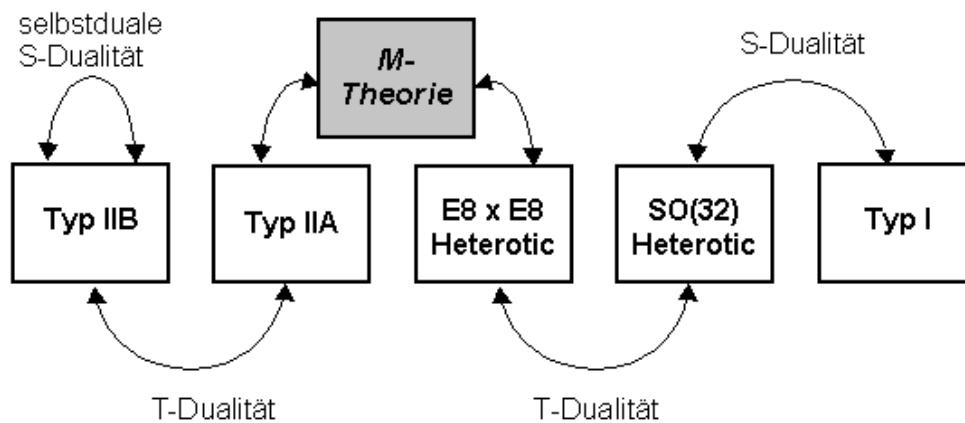 selbstduale
S-Dualität
M-
Theorie
S-Dualität
Typ IIB
Typ IIA
E8 x E8
Heterotic
SO(32)
Heterotic
Typ I
T-Dualität
T-Dualität